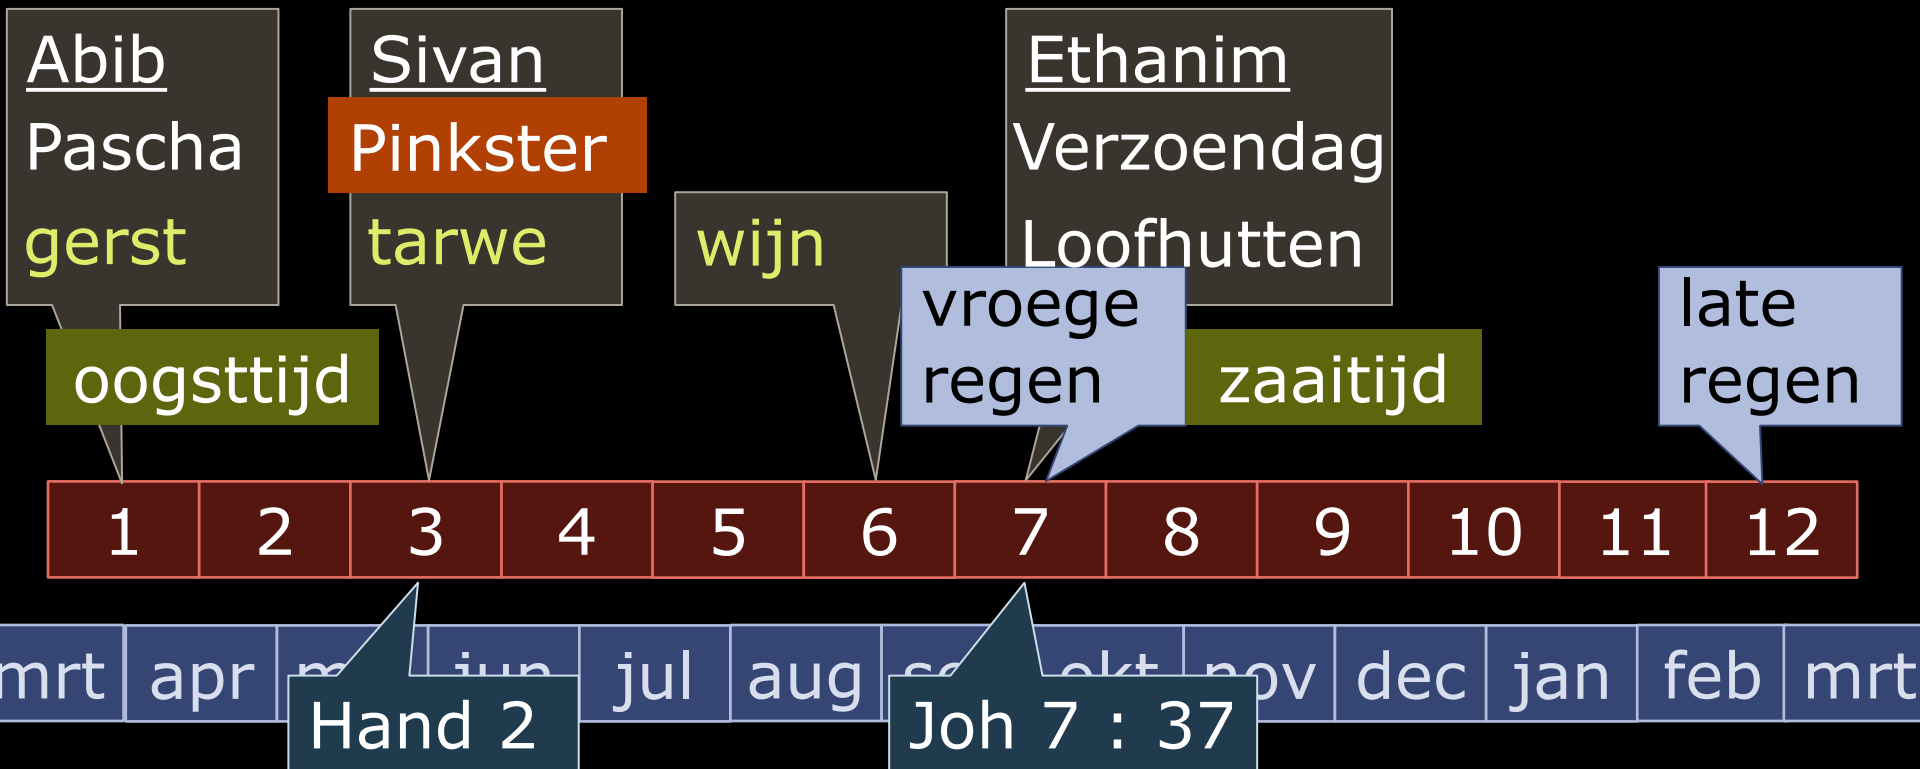 Abib
Pascha
gerst
Sivan
Pinkster
tarwe
wijn
Ethanim
Verzoendag
Loofhutten
vroege
regen
late
regen
oogsttijd
zaaitijd
1 2 3 4 5 6 7 8 9 10 11 12
mrt apr jul aug dec jan feb mrt
Hand 2
Joh 7 : 37